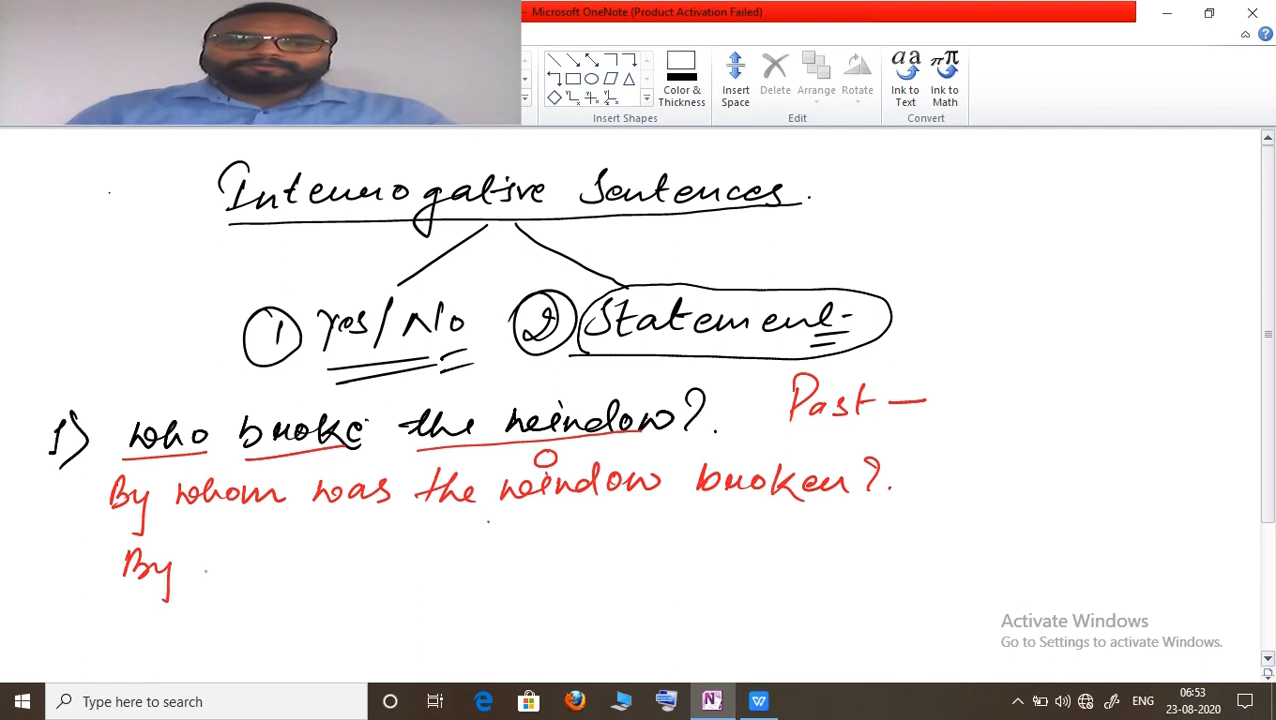 Microsoft OneNote (Product Activation Failed)
Color & Thickness
Insert Space
Delete
Arrange
Rotate
Ink to Text
Ink to Math
Insert Shapes
Edit
Convert
Interrogative Sentences.
① Yes/No ② Statement-
Past —
1) who broke the window?.
O
By whom was the window broken?.
By
Activate Windows
Go to Settings to activate Windows.
Type here to search
ENG
06:53
23-08-2020